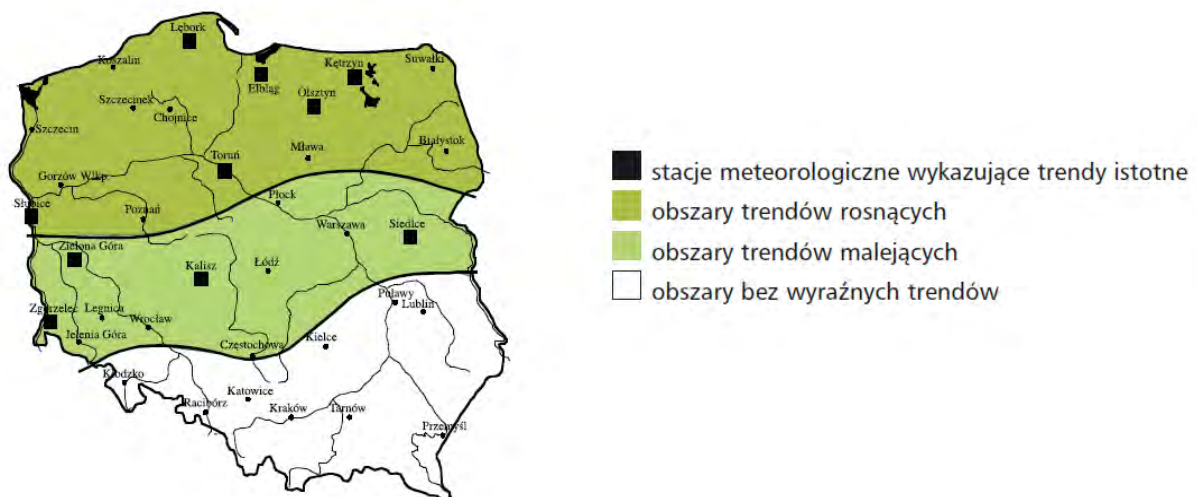 Lębork
Koszalin
Elbląg
Kętrzyn
Suwałki
Olsztyn
Szczecinek
Chojnice
Szczecin
Toruń
Mława
Białystok
Gorzów Wlkp.
Słubice
Poznań
Płock
Warszawa
Siedlce
Zielona Góra
Kalisz
Łódź
Zgorzelec
Legnica
Wrocław
Puławy
Lublin
Jelenia Góra
Częstochowa
Kielce
Kłodzko
Racibórz
Katowice
Kraków
Tarnów
Przemyśl
stacje meteorologiczne wykazujące trendy istotne
obszary trendów rosnących
obszary trendów malejących
obszary bez wyraźnych trendów